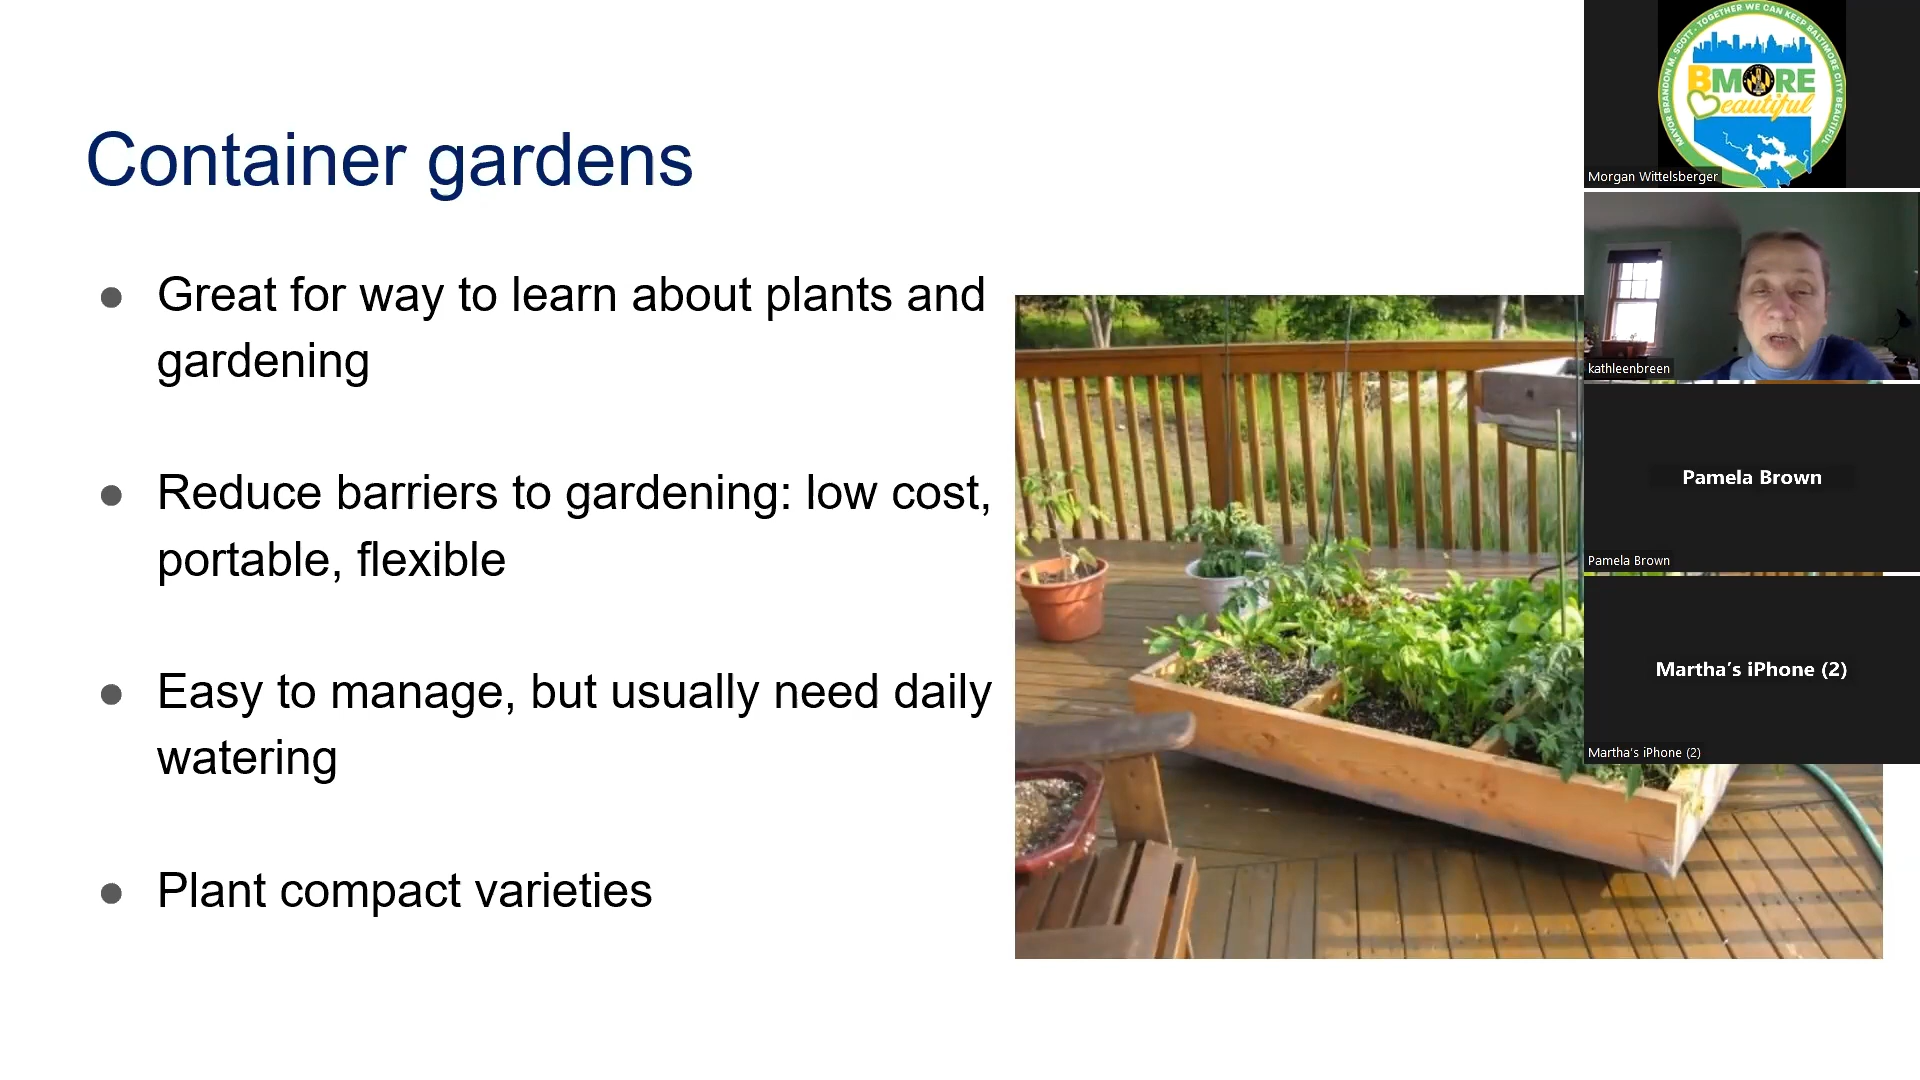 Container gardens
Great for way to learn about plants and
gardening
Reduce barriers to gardening: low cost,
portable, flexible
Easy to manage, but usually need daily
watering
Plant compact varieties
MAYOR BRANDON M. SCOTT - TOGETHER WE CAN KEEP BALTIMORE CITY BEAUTIFUL
BMORE
Beautiful
Morgan Wittelsberger
kathleenbreen
Pamela Brown
Pamela Brown
Martha's iPhone (2)
Martha's iPhone (2)